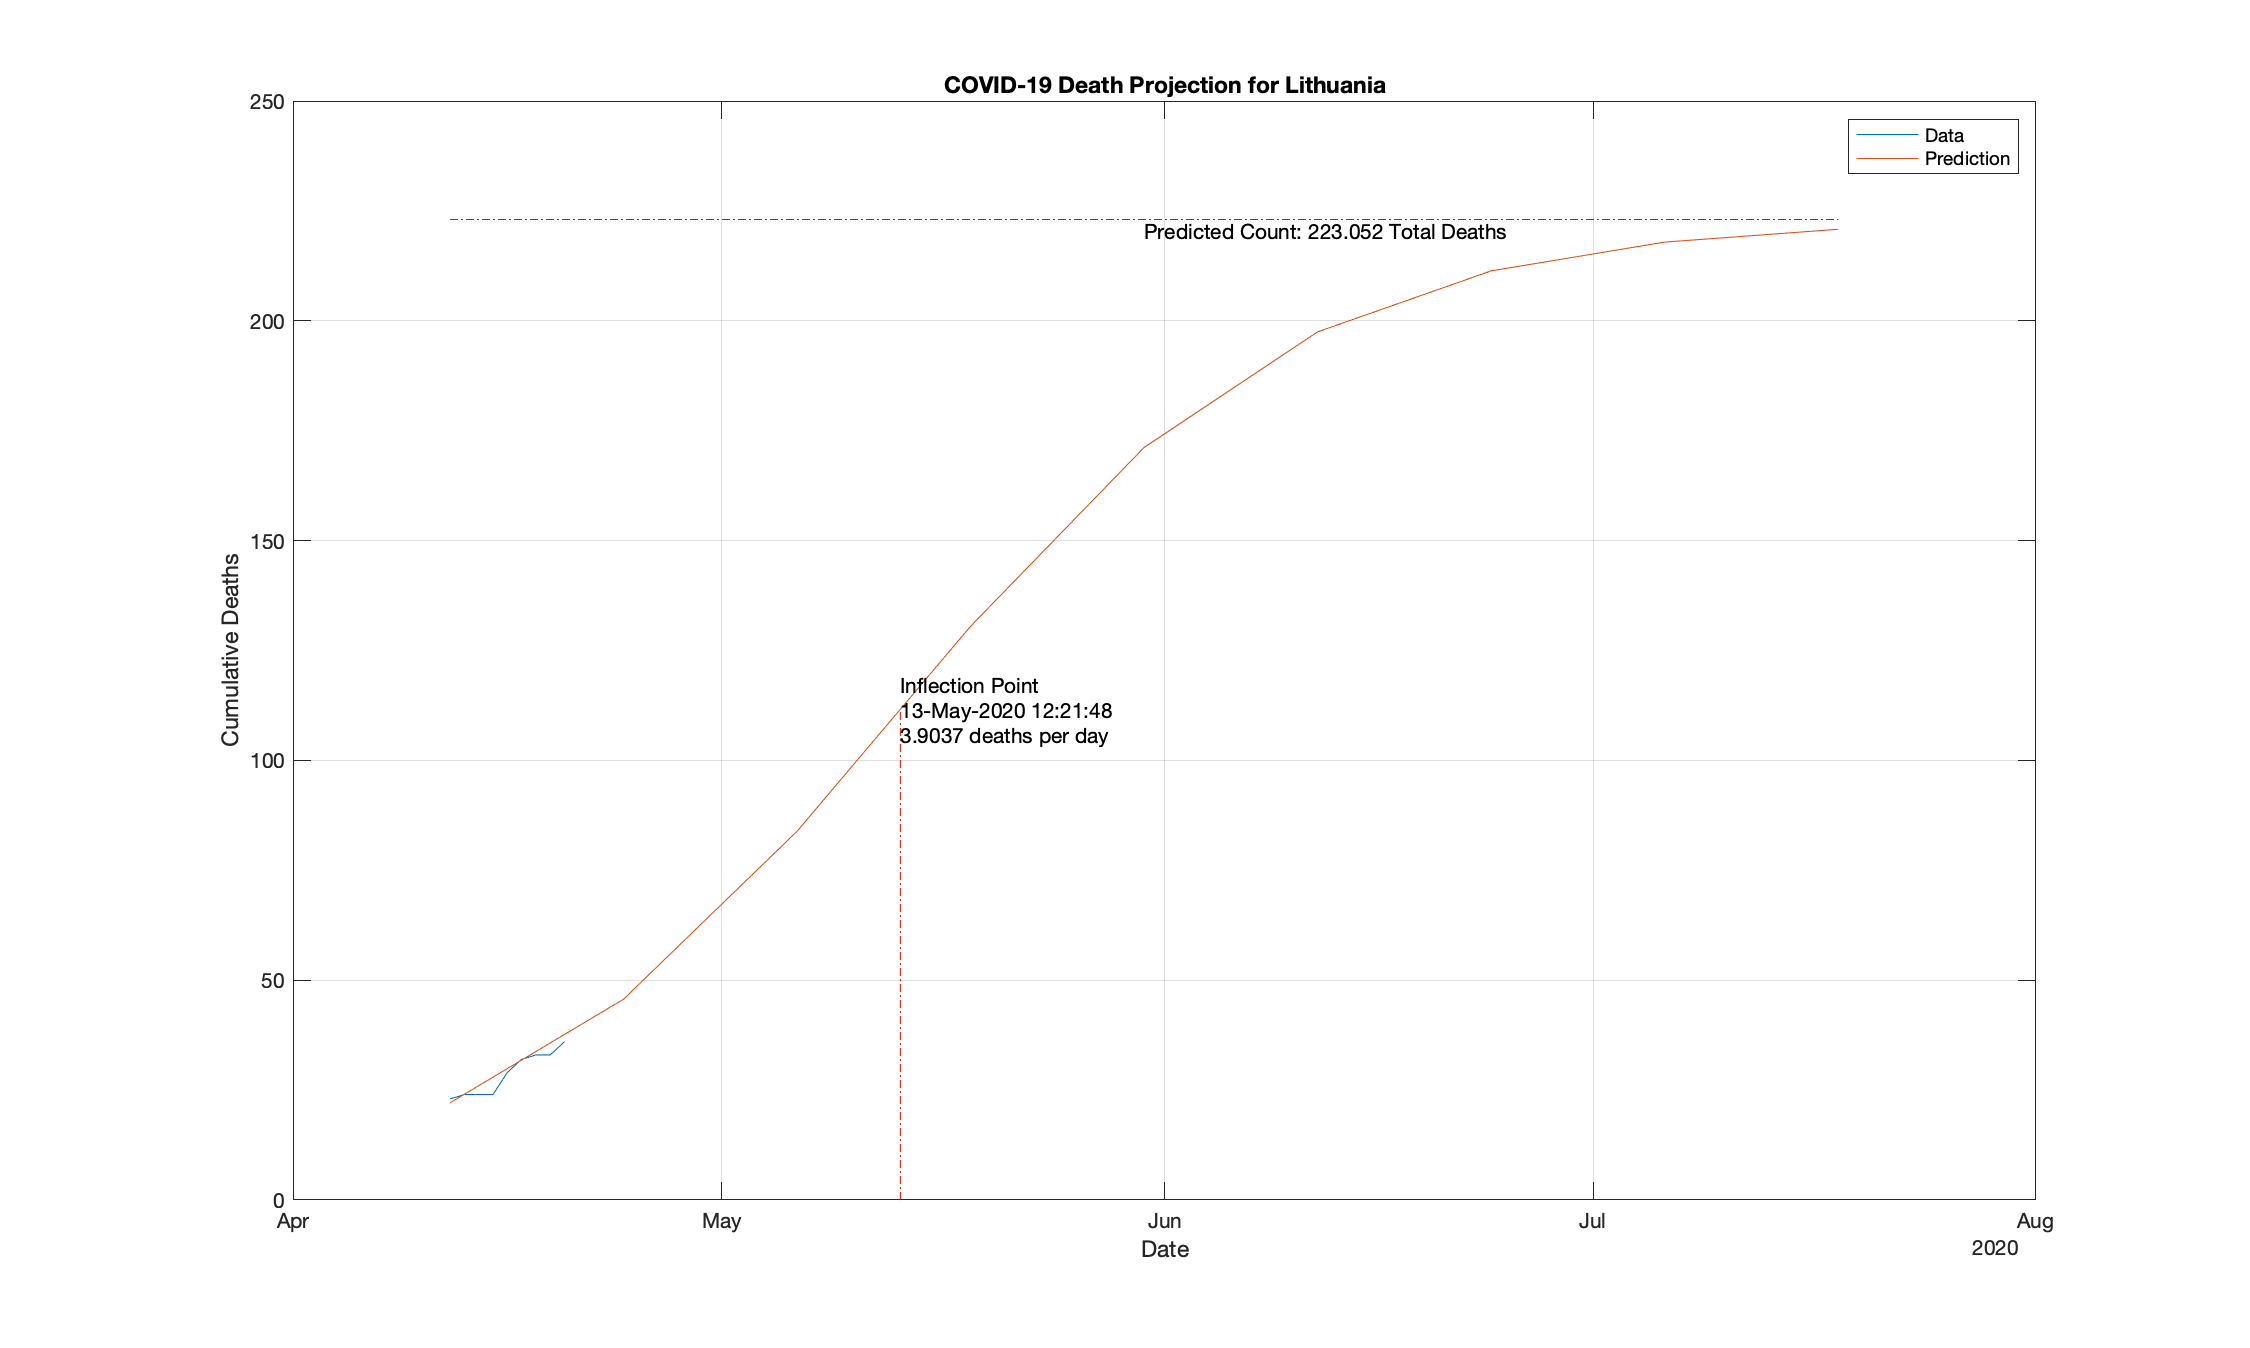 COVID-19 Death Projection for Lithuania
250
200
150
100
50
0
Cumulative Deaths
Data
Prediction
Predicted Count: 223.052 Total Deaths
Inflection Point
13-May-2020 12:21:48
3.9037 deaths per day
Apr
May
Jun
Jul
Aug
Date
2020